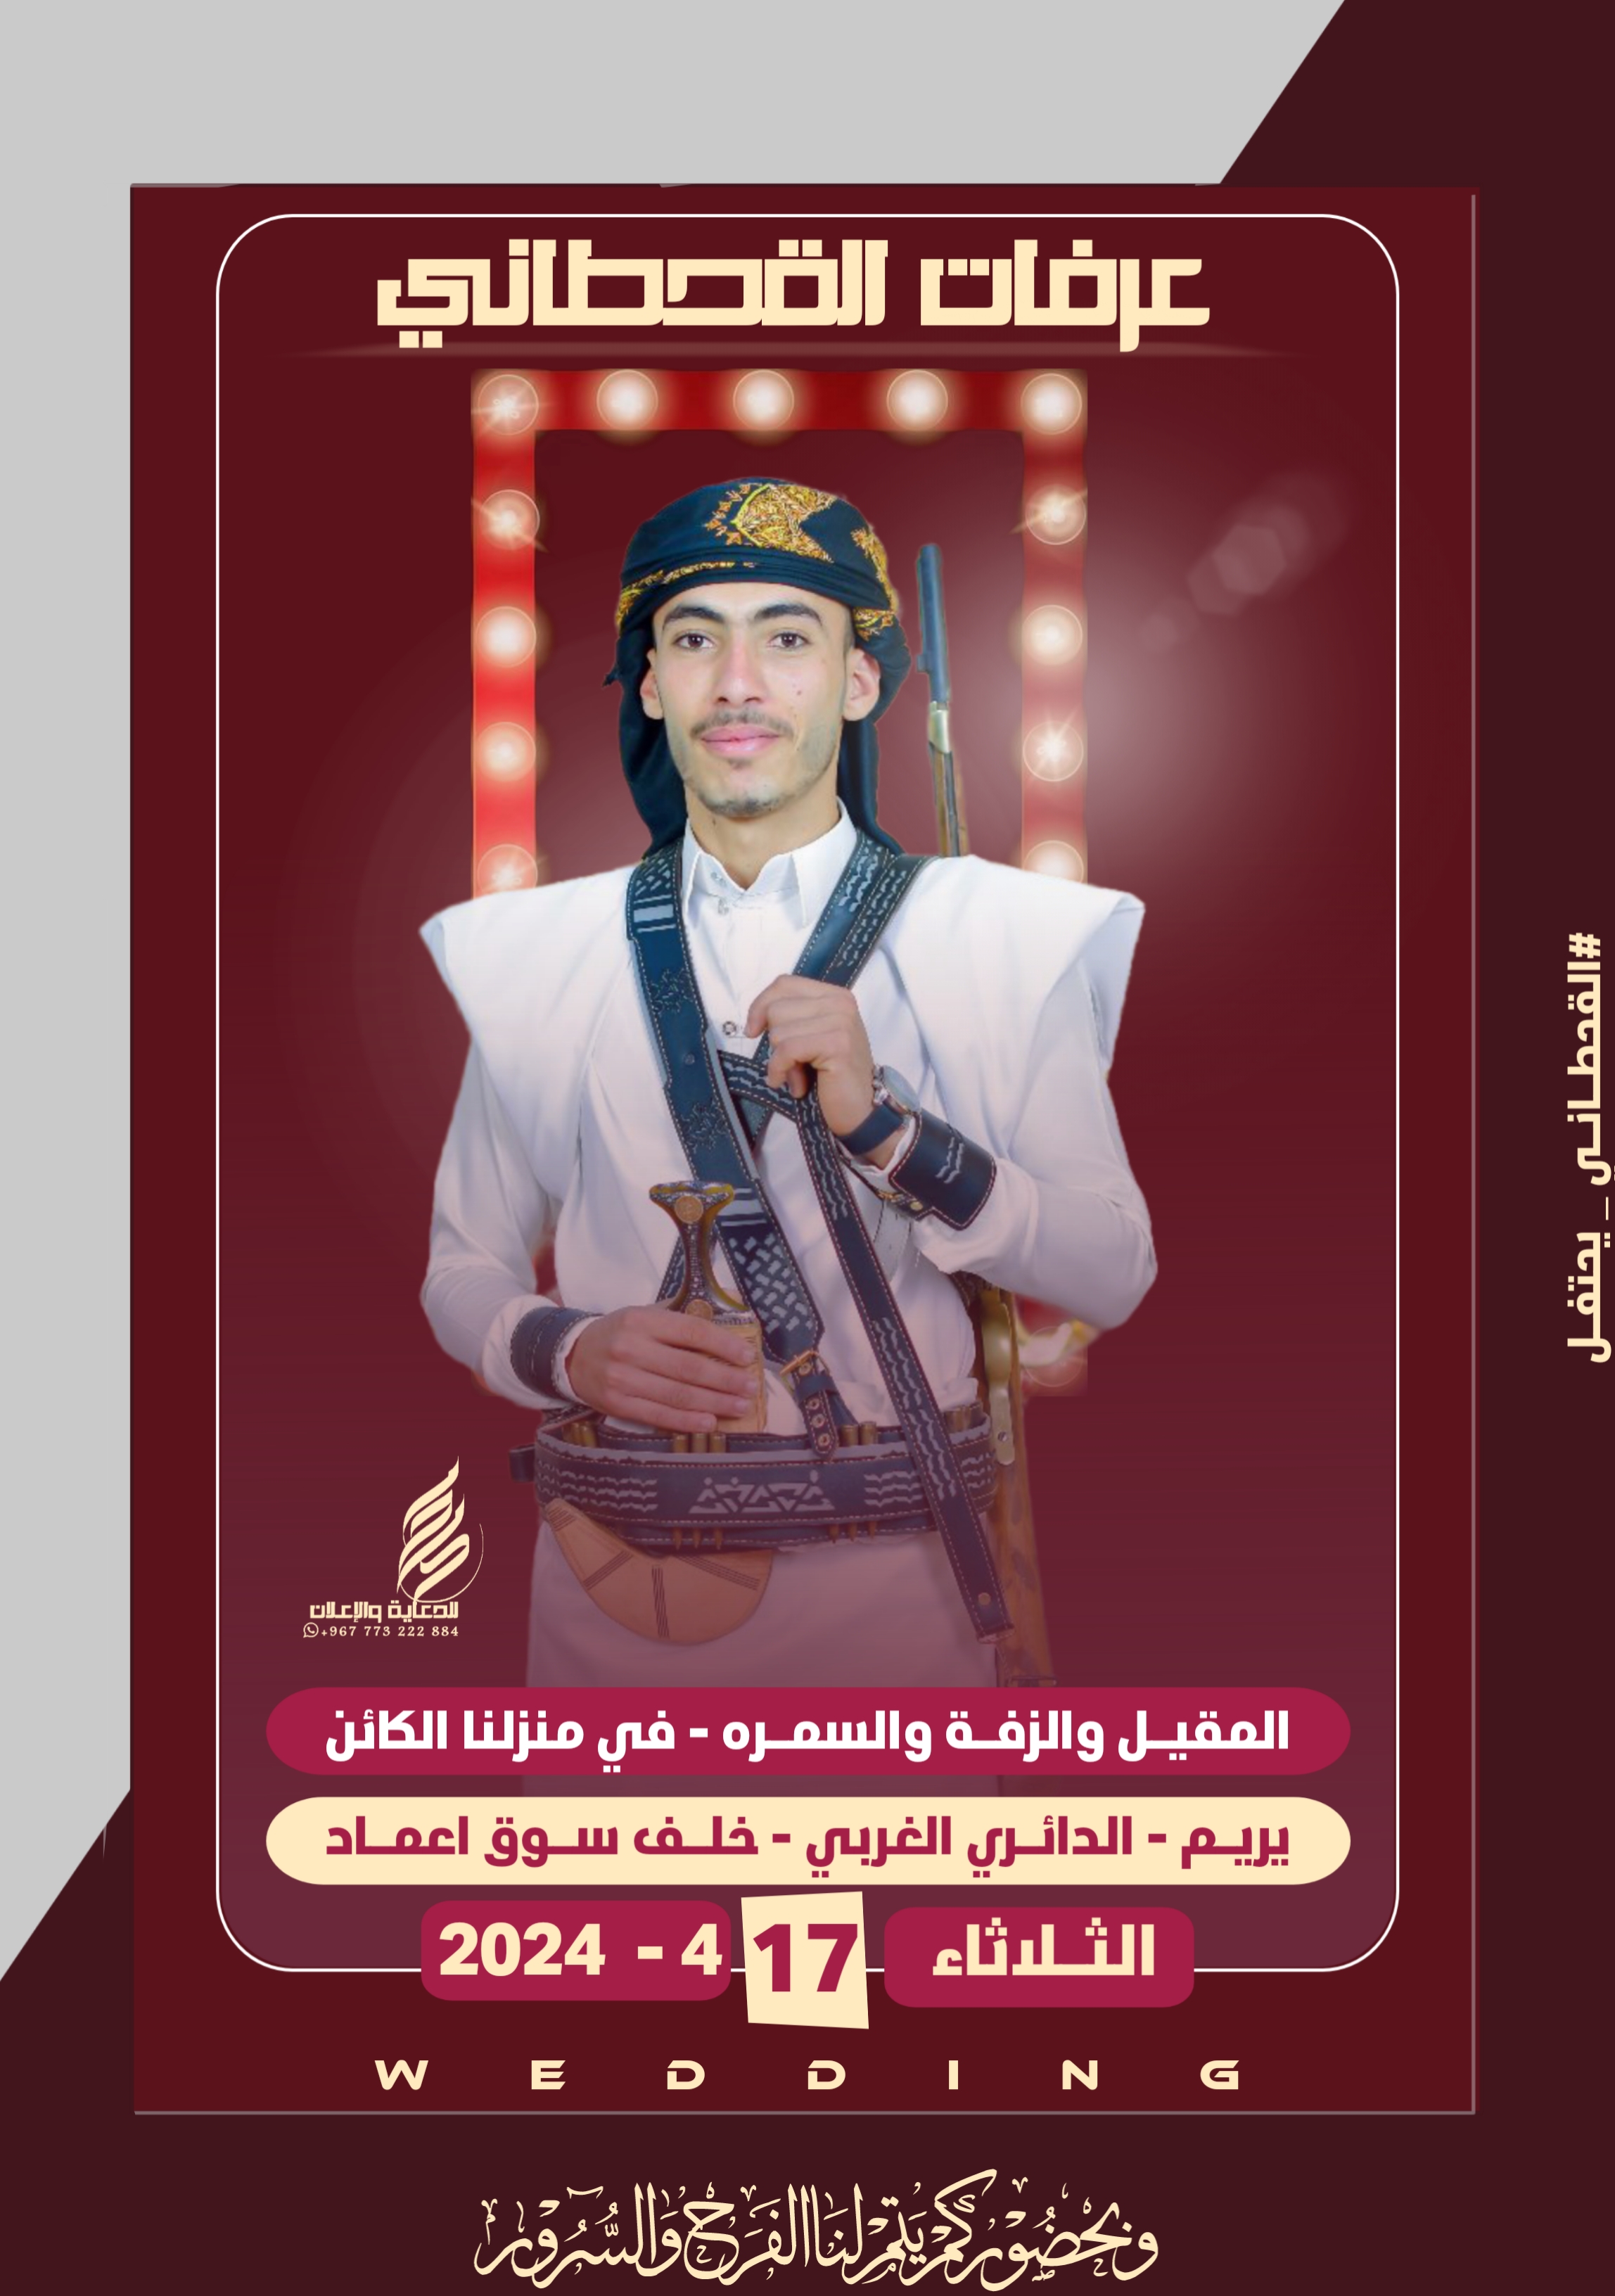 عرفات القحطاني
#القحطاني _ يحتفل
للدعاية والإعلان
+967 773 222 884
المقيل والزفة والسمره - في منزلنا الكائن
يريم - الدائري الغربي - خلف سوق اعماد
الثلاثاء 17 4 - 2024
WEDDING
وبحضوركم يتم لنا الفرح والسرور